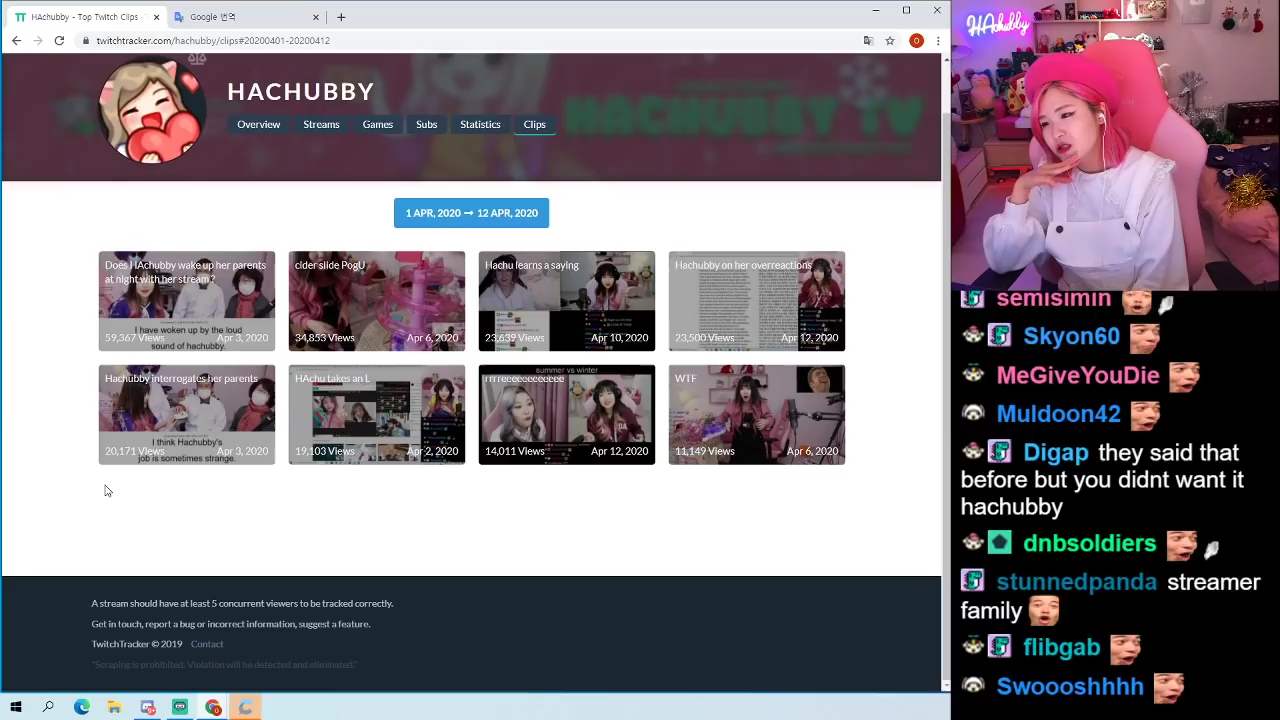 HAchubby - Top Twitch Clips -
Google 번역
twitchtracker.com/hachubby/clips#20200401-20200412
HACHUBBY
HACHUBBY TV
Overview Streams Games Subs Statistics Clips
1 APR, 2020 → 12 APR, 2020
Does HAchubby wake up her parents
at night with her stream ?
I have woken up by the loud
sound of hachubby.
59,367 Views Apr 3, 2020
cider slide PogU
34,853 Views Apr 6, 2020
Hachu learns a saying
23,639 Views Apr 10, 2020
Hachubby on her overreactions
23,500 Views Apr 12, 2020
Hachubby interrogates her parents
I think Hachubby's
job is sometimes strange.
20,171 Views Apr 3, 2020
HAchu takes an L
19,103 Views Apr 2, 2020
summer vs winter
rrrreeeeeeeeeee
14,011 Views Apr 12, 2020
WTF
11,149 Views Apr 6, 2020
A stream should have at least 5 concurrent viewers to be tracked correctly.
Get in touch, report a bug or incorrect information, suggest a feature.
TwitchTracker © 2019 Contact
"Scraping is prohibited. Violation will be detected and eliminated."
HAchubby
semisimin
Skyon60
MeGiveYouDie
Muldoon42
Digap they said that
before but you didnt want it
hachubby
dnbsoldiers
stunnedpanda streamer
family
flibgab
Swoooshhhh